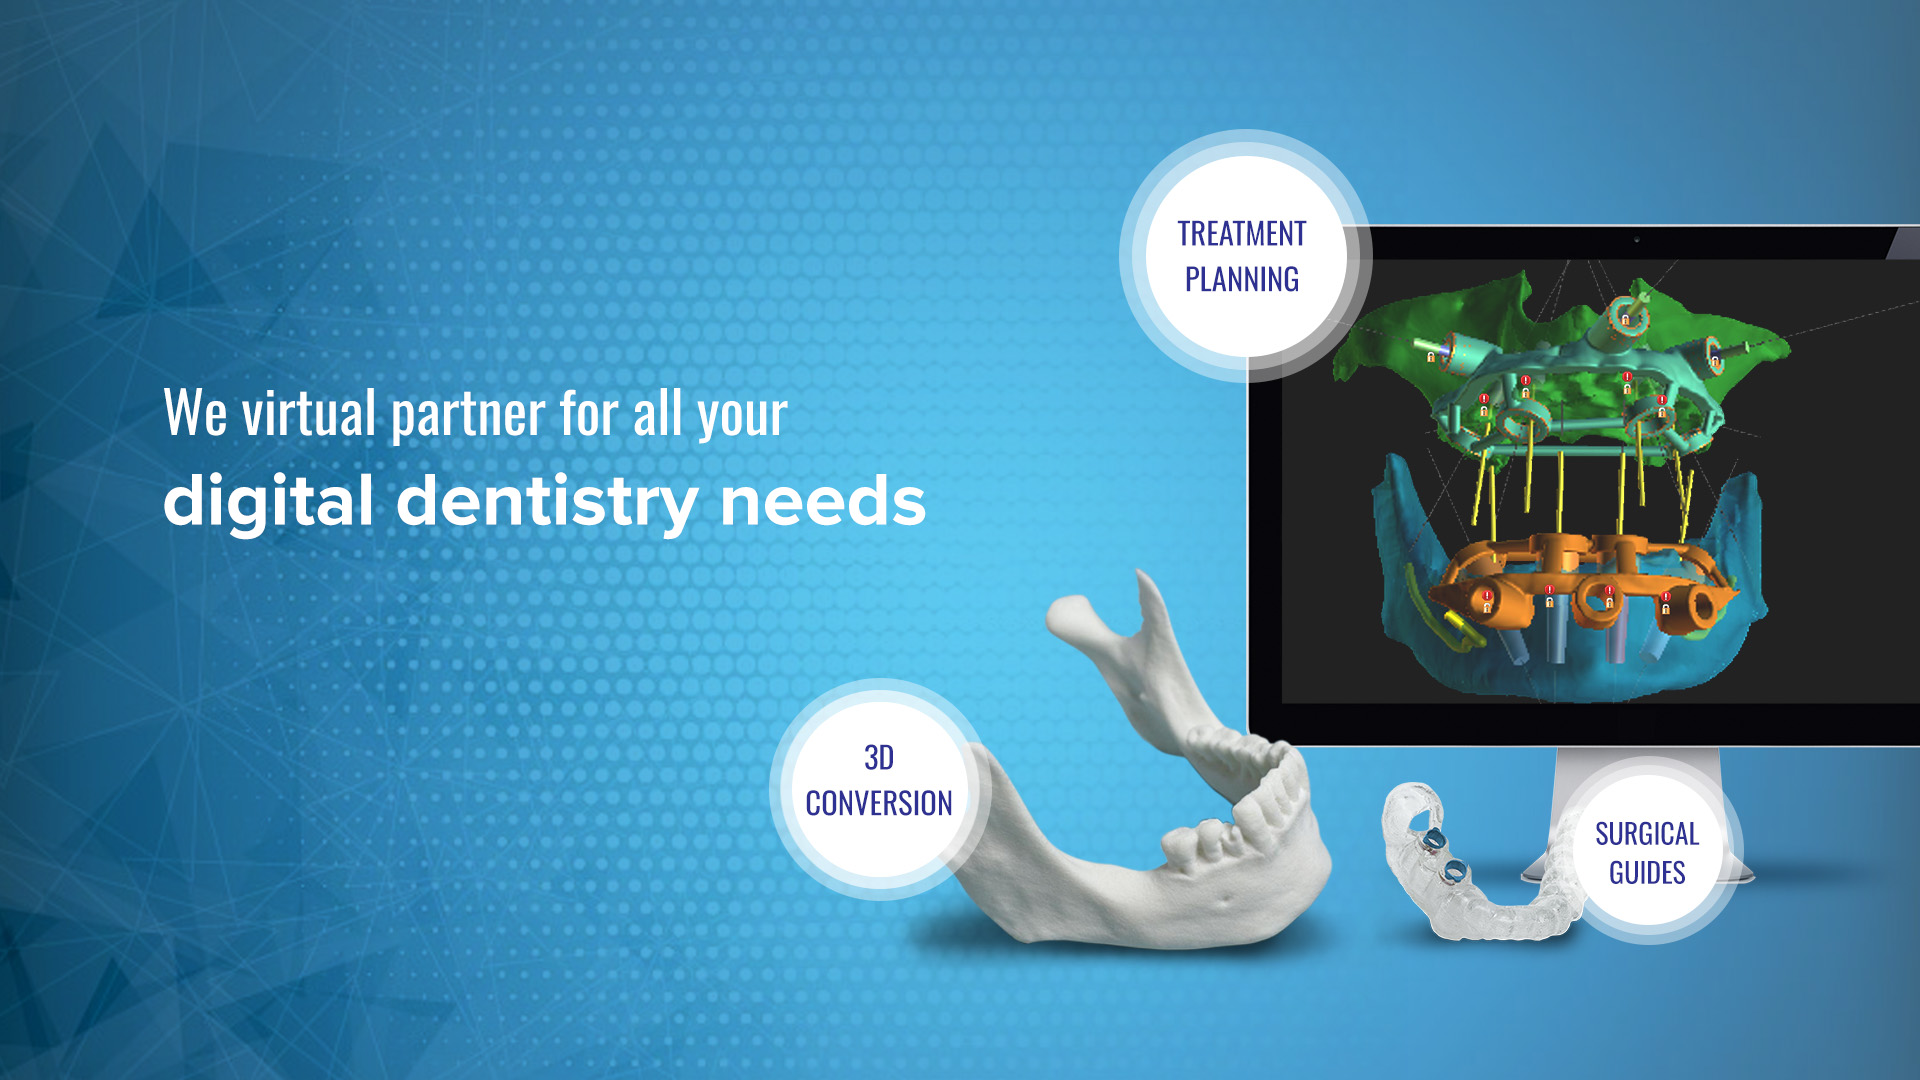 We virtual partner for all your
digital dentistry needs
TREATMENT
PLANNING
3D
CONVERSION
SURGICAL
GUIDES